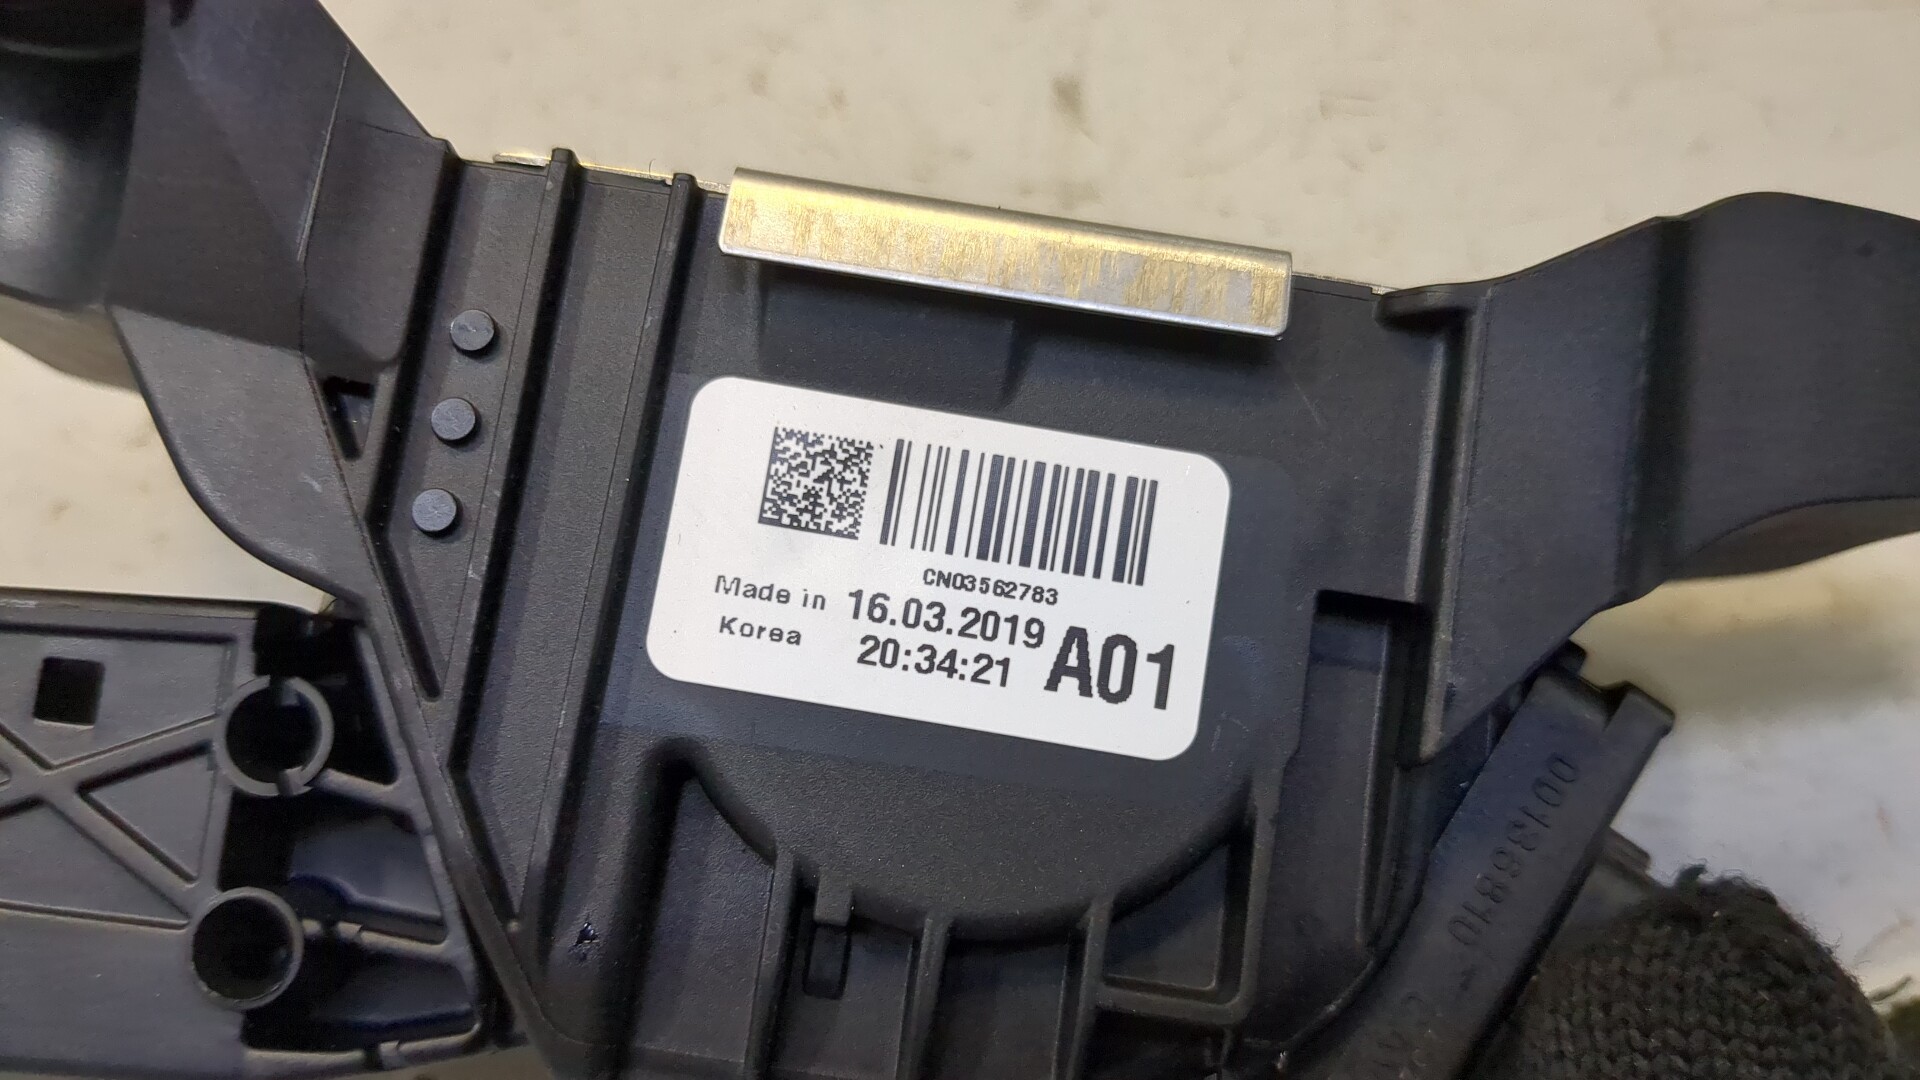 CN03562783
Made in 16.03.2019 A01
Korea 20:34:21